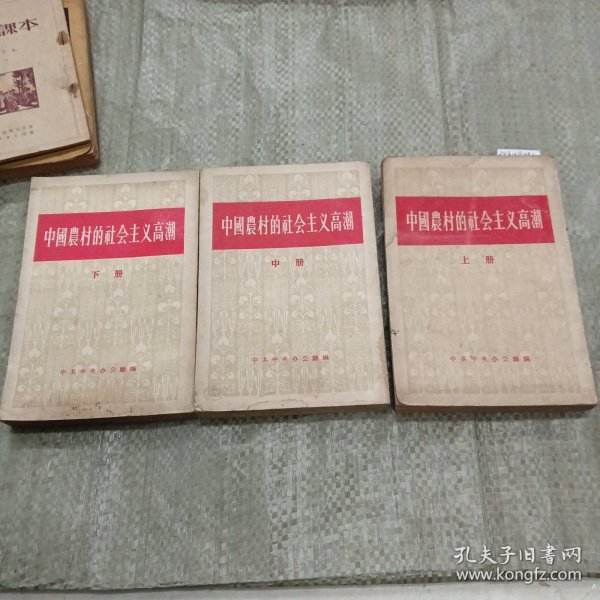 課本
中國農村的社会主义高潮
下册
中共中央办公廳編
中國農村的社会主义高潮
中册
中共中央办公廳編
中國農村的社会主义高潮
上册
中共中央办公廳編
孔夫子旧书网
www.kongfz.com